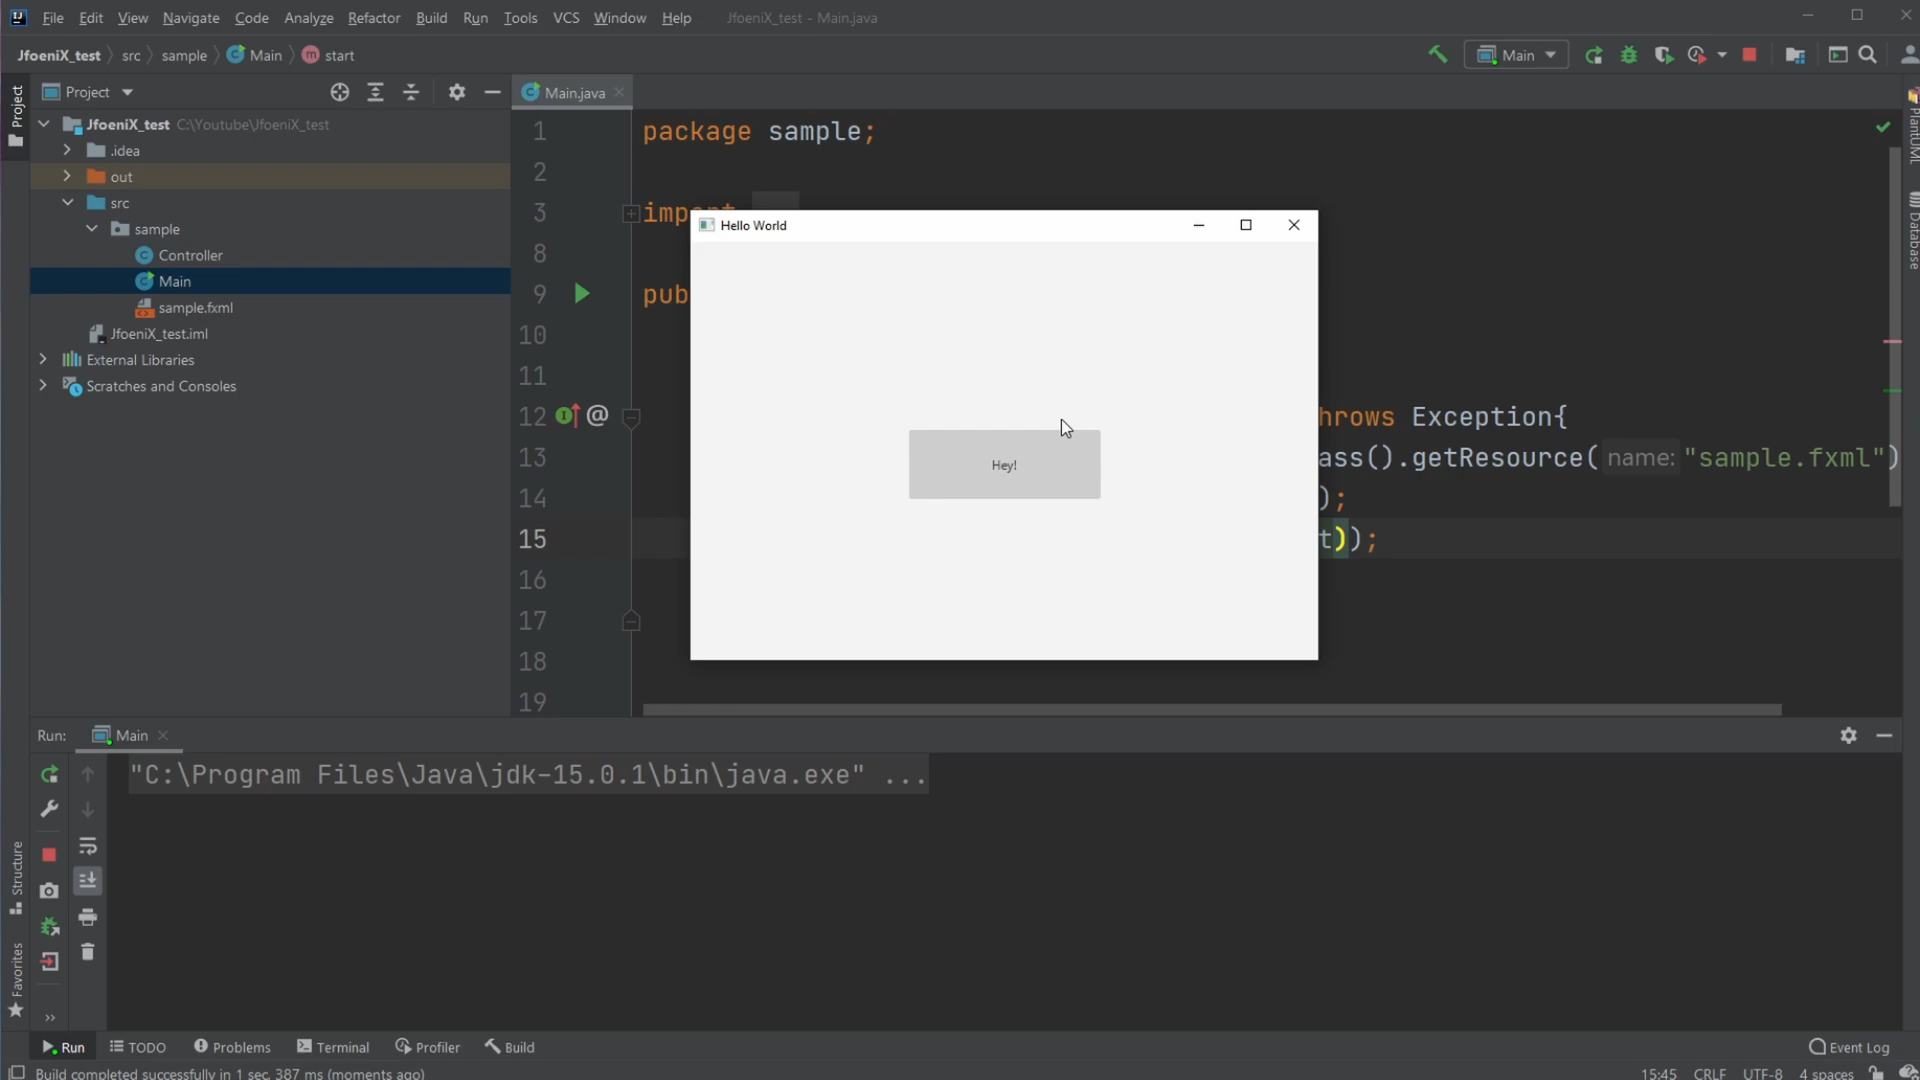 File Edit View Navigate Code Analyze Refactor Build Run Tools VCS Window Help JfoeniX_test - Main.java
JfoeniX_test src sample Main start
Main
Project
Main.java
JfoeniX_test C:\Youtube\JfoeniX_test
.idea
out
src
sample
Controller
Main
sample.fxml
JfoeniX_test.iml
External Libraries
Scratches and Consoles
Project
Structure
Favorites
PlantUML
Database
1 package sample;
2
3 import
8
9 pub
10
11
12 hrows Exception{
13 ass().getResource( name: "sample.fxml")
14 );
15 t));
16
17
18
19
Hello World
Hey!
Run: Main
"C:\Program Files\Java\jdk-15.0.1\bin\java.exe" ...
Run TODO Problems Terminal Profiler Build Event Log
Build completed successfully in 1 sec, 387 ms (moments ago) 15:45 CRLF UTF-8 4 spaces